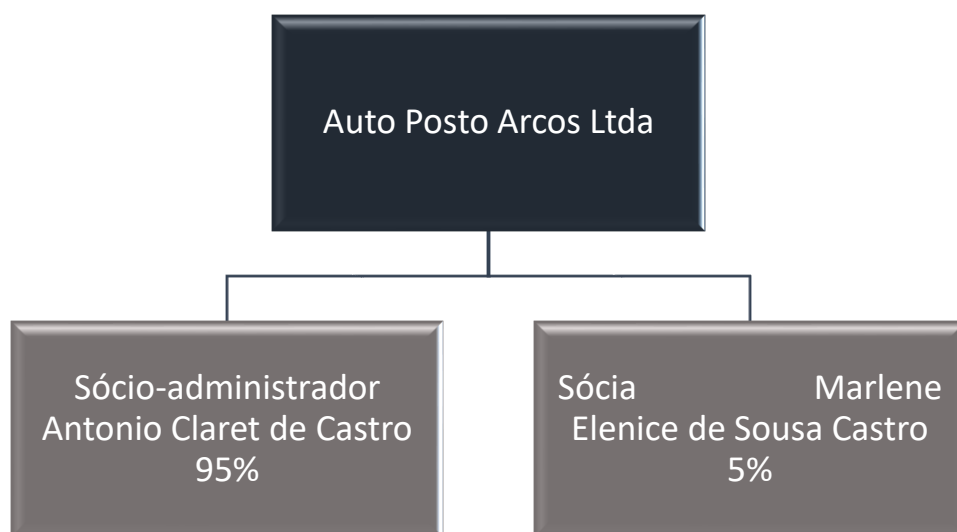 Auto Posto Arcos Ltda
Sócio-administrador
Antonio Claret de Castro
95%
Sócia Marlene
Elenice de Sousa Castro
5%